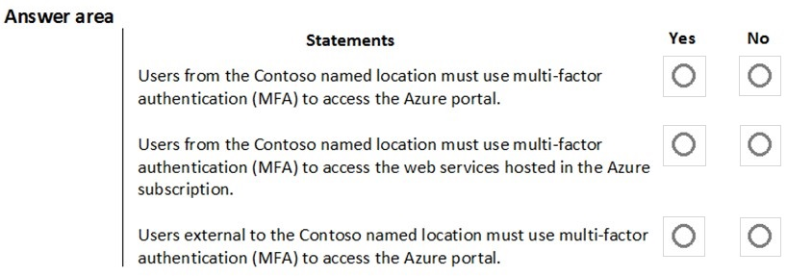 Answer area
Statements Yes No
Users from the Contoso named location must use multi-factor
authentication (MFA) to access the Azure portal.
Users from the Contoso named location must use multi-factor
authentication (MFA) to access the web services hosted in the Azure
subscription.
Users external to the Contoso named location must use multi-factor
authentication (MFA) to access the Azure portal.